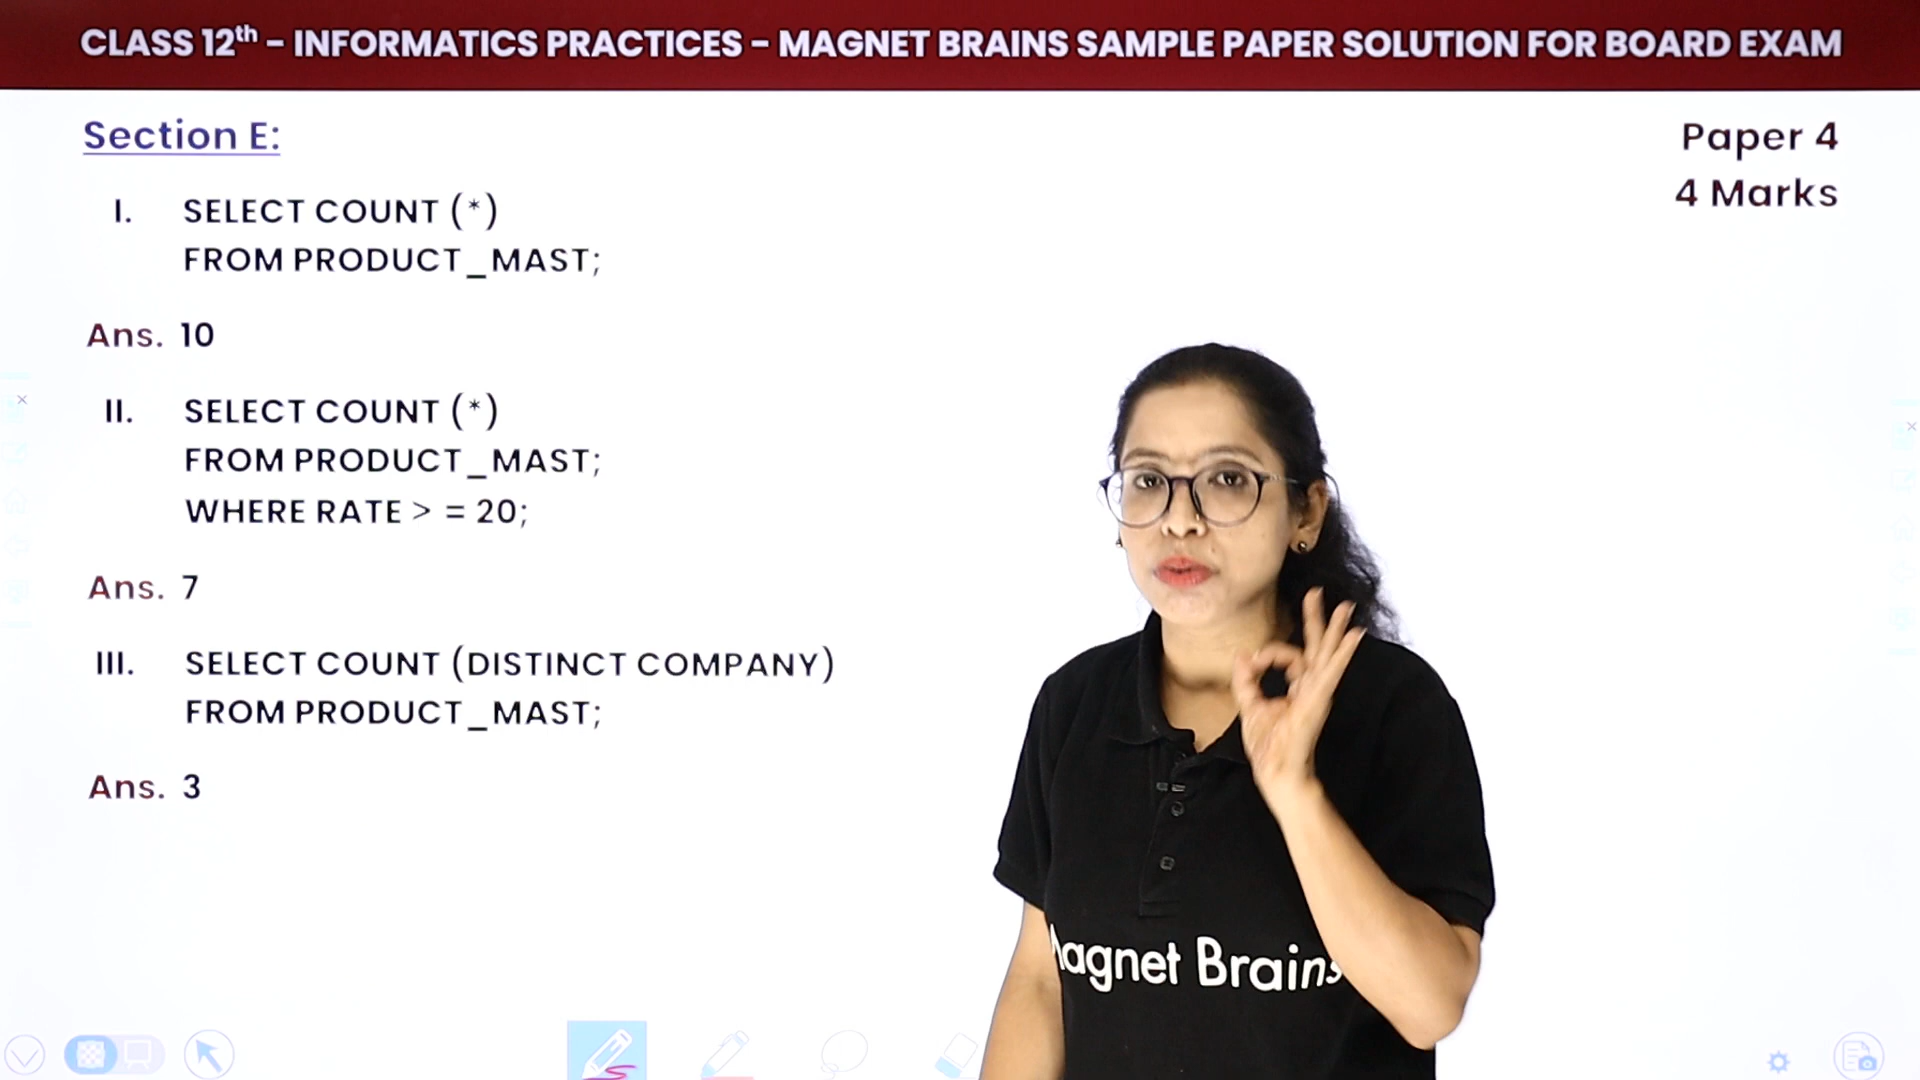 CLASS 12th - INFORMATICS PRACTICES - MAGNET BRAINS SAMPLE PAPER SOLUTION FOR BOARD EXAM
Section E:
Paper 4
4 Marks
I. SELECT COUNT (*)
FROM PRODUCT_MAST;
Ans. 10
II. SELECT COUNT (*)
FROM PRODUCT_MAST;
WHERE RATE > = 20;
Ans. 7
III. SELECT COUNT (DISTINCT COMPANY)
FROM PRODUCT_MAST;
Ans. 3
agnet Brains